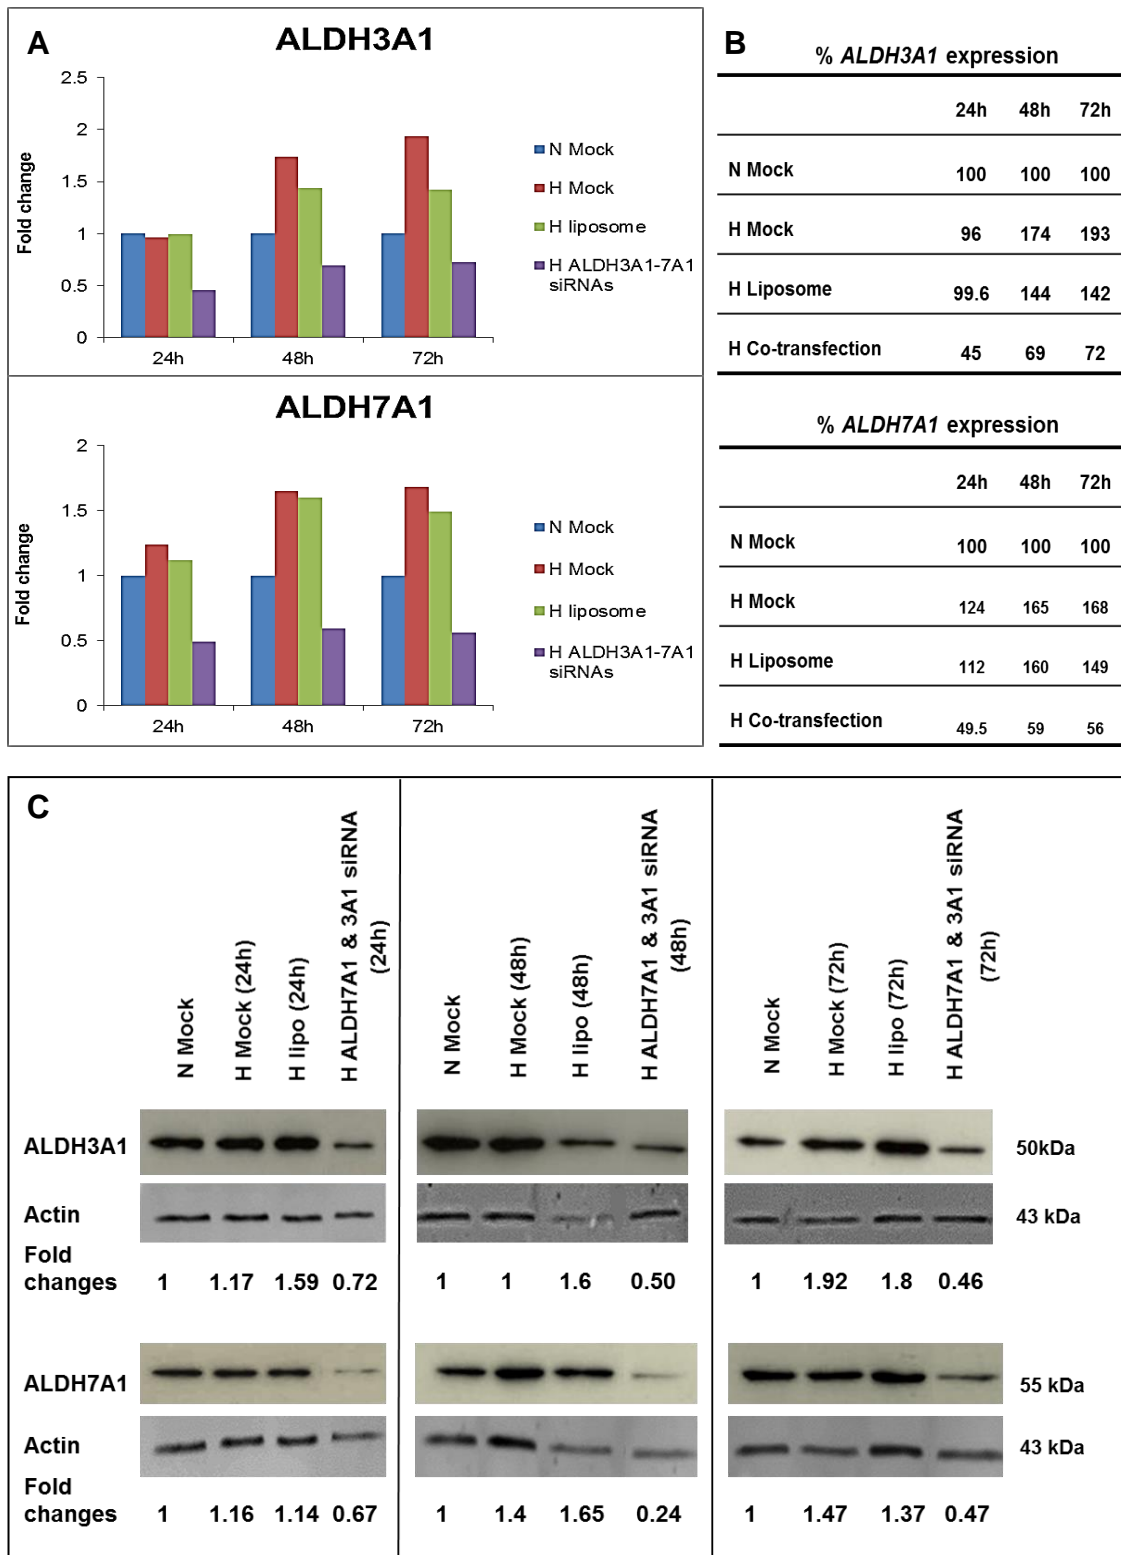 A
ALDH3A1
Fold change
2.5
2
1.5
1
0.5
0
24h 48h 72h
N Mock
H Mock
H liposome
H ALDH3A1-7A1
siRNAs
ALDH7A1
Fold change
2
1.5
1
0.5
0
24h 48h 72h
N Mock
H Mock
H liposome
H ALDH3A1-7A1
siRNAs
B
% ALDH3A1 expression
24h 48h 72h
N Mock 100 100 100
H Mock 96 174 193
H Liposome 99.6 144 142
H Co-transfection 45 69 72
% ALDH7A1 expression
24h 48h 72h
N Mock 100 100 100
H Mock 124 165 168
H Liposome 112 160 149
H Co-transfection 49.5 59 56
C
N Mock
H Mock (24h)
H lipo (24h)
H ALDH7A1 & 3A1 siRNA
(24h)
N Mock
H Mock (48h)
H lipo (48h)
H ALDH7A1 & 3A1 siRNA
(48h)
N Mock
H Mock (72h)
H lipo (72h)
H ALDH7A1 & 3A1 siRNA
(72h)
ALDH3A1 50kDa
Actin 43 kDa
Fold
changes 1 1.17 1.59 0.72 1 1 1.6 0.50 1 1.92 1.8 0.46
ALDH7A1 55 kDa
Actin 43 kDa
Fold
changes 1 1.16 1.14 0.67 1 1.4 1.65 0.24 1 1.47 1.37 0.47